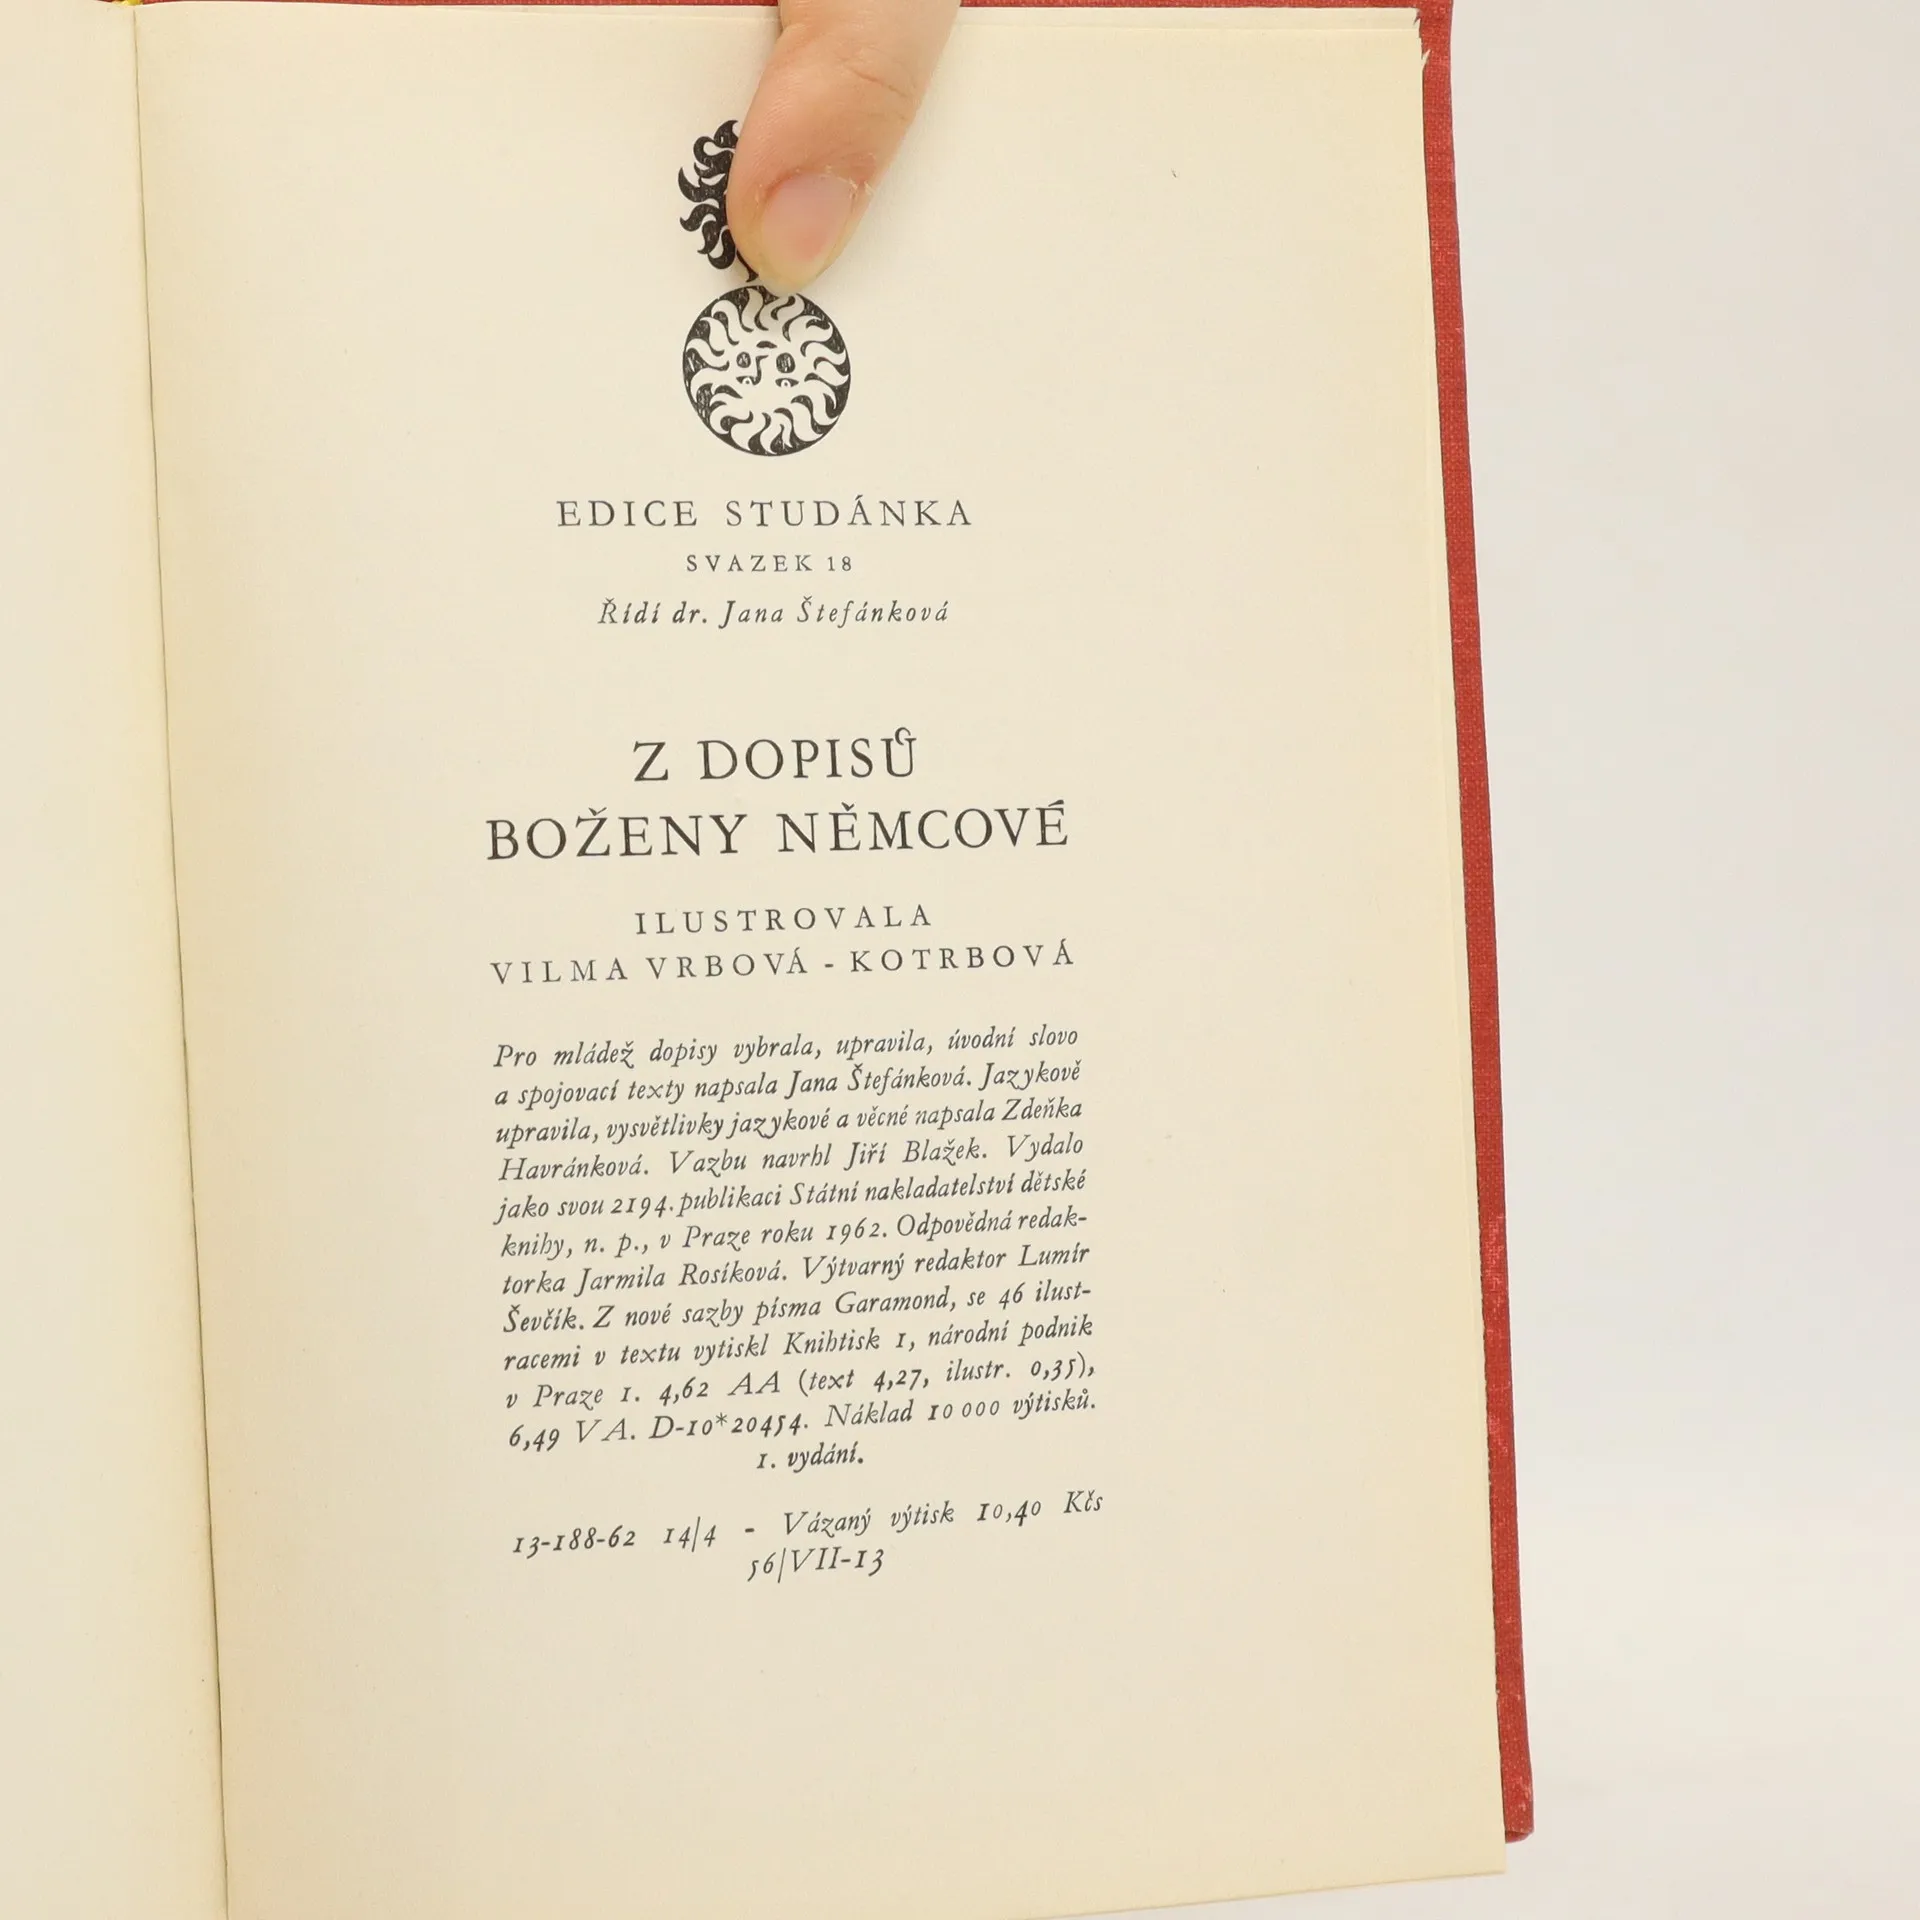 EDICE STUDÁNKA
SVAZEK 18
Řídí dr. Jana Štefánková
Z DOPISŮ
BOŽENY NĚMCOVÉ
ILUSTROVALA
VILMA VRBOVÁ - KOTRBOVÁ
Pro mládež dopisy vybrala, upravila, úvodní slovo
a spojovací texty napsala Jana Štefánková. Jazykově
upravila, vysvětlivky jazykové a věcné napsala Zdeňka
Havránková. Vazbu navrhl Jiří Blažek. Vydalo
jako svou 2194. publikaci Státní nakladatelství dětské
knihy, n. p., v Praze roku 1962. Odpovědná redak-
torka Jarmila Rosíková. Výtvarný redaktor Lumír
Ševčík. Z nové sazby písma Garamond, se 46 ilust-
racemi v textu vytiskl Knihtisk 1, národní podnik
v Praze 1. 4,62 AA (text 4,27, ilustr. 0,35),
6,49 VA. D-10*20454. Náklad 10 000 výtisků.
1. vydání.
13-188-62 14/4 - Vázaný výtisk 10,40 Kčs
56/VII-13